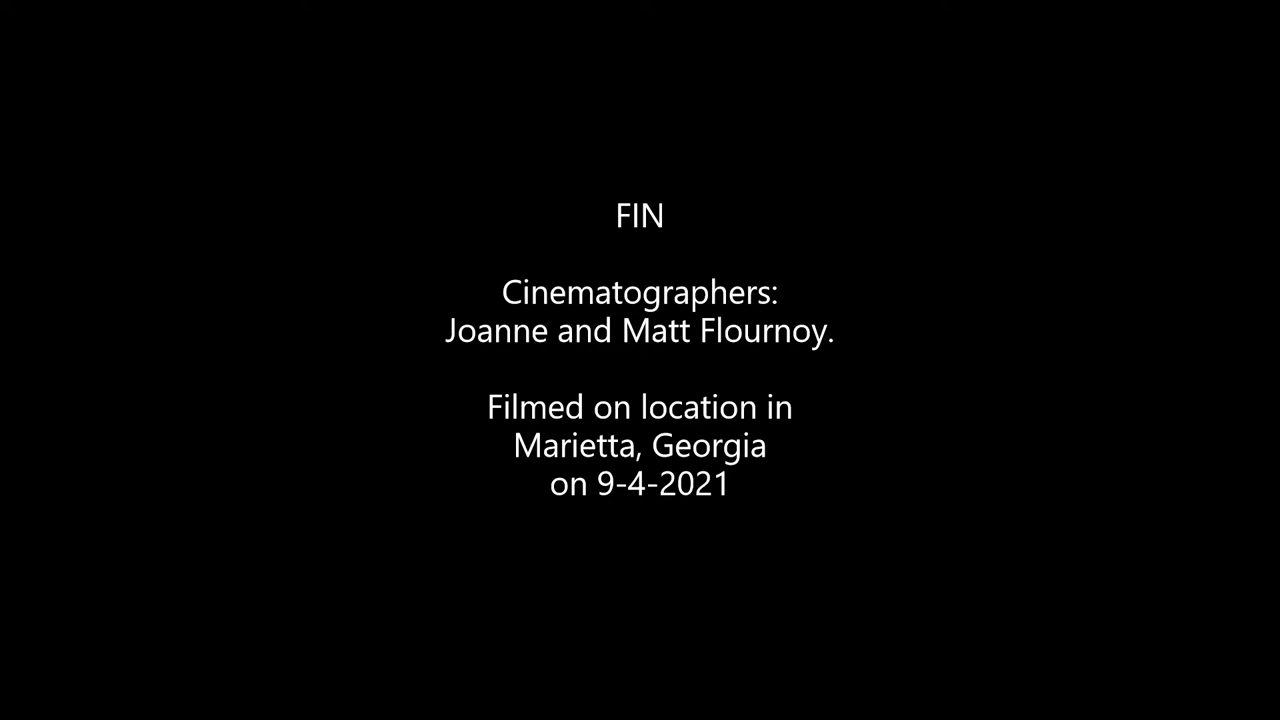 FIN
Cinematographers:
Joanne and Matt Flournoy.
Filmed on location in
Marietta, Georgia
on 9-4-2021